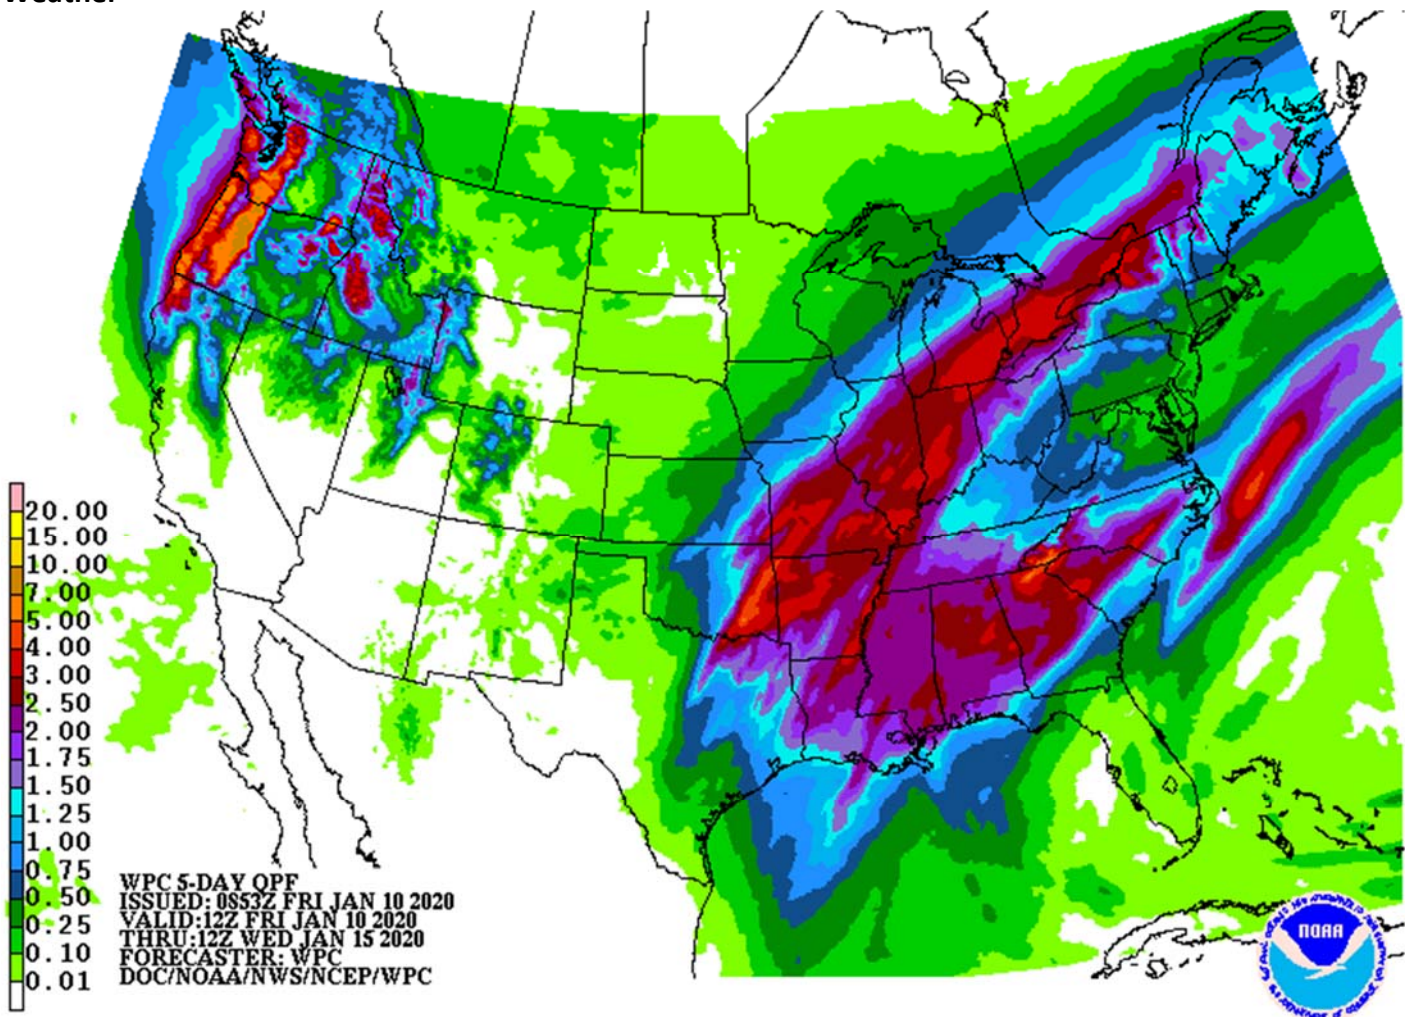 Weather
20.00
15.00
10.00
7.00
5.00
4.00
3.00
2.50
2.00
1.75
1.50
1.25
1.00
0.75
0.50
0.25
0.10
0.01
WPC 5-DAY QPF
ISSUED: 0853Z FRI JAN 10 2020
VALID:12Z FRI JAN 10 2020
THRU:12Z WED JAN 15 2020
FORECASTER: WPC
DOC/NOAA/NWS/NCEP/WPC
NOAA